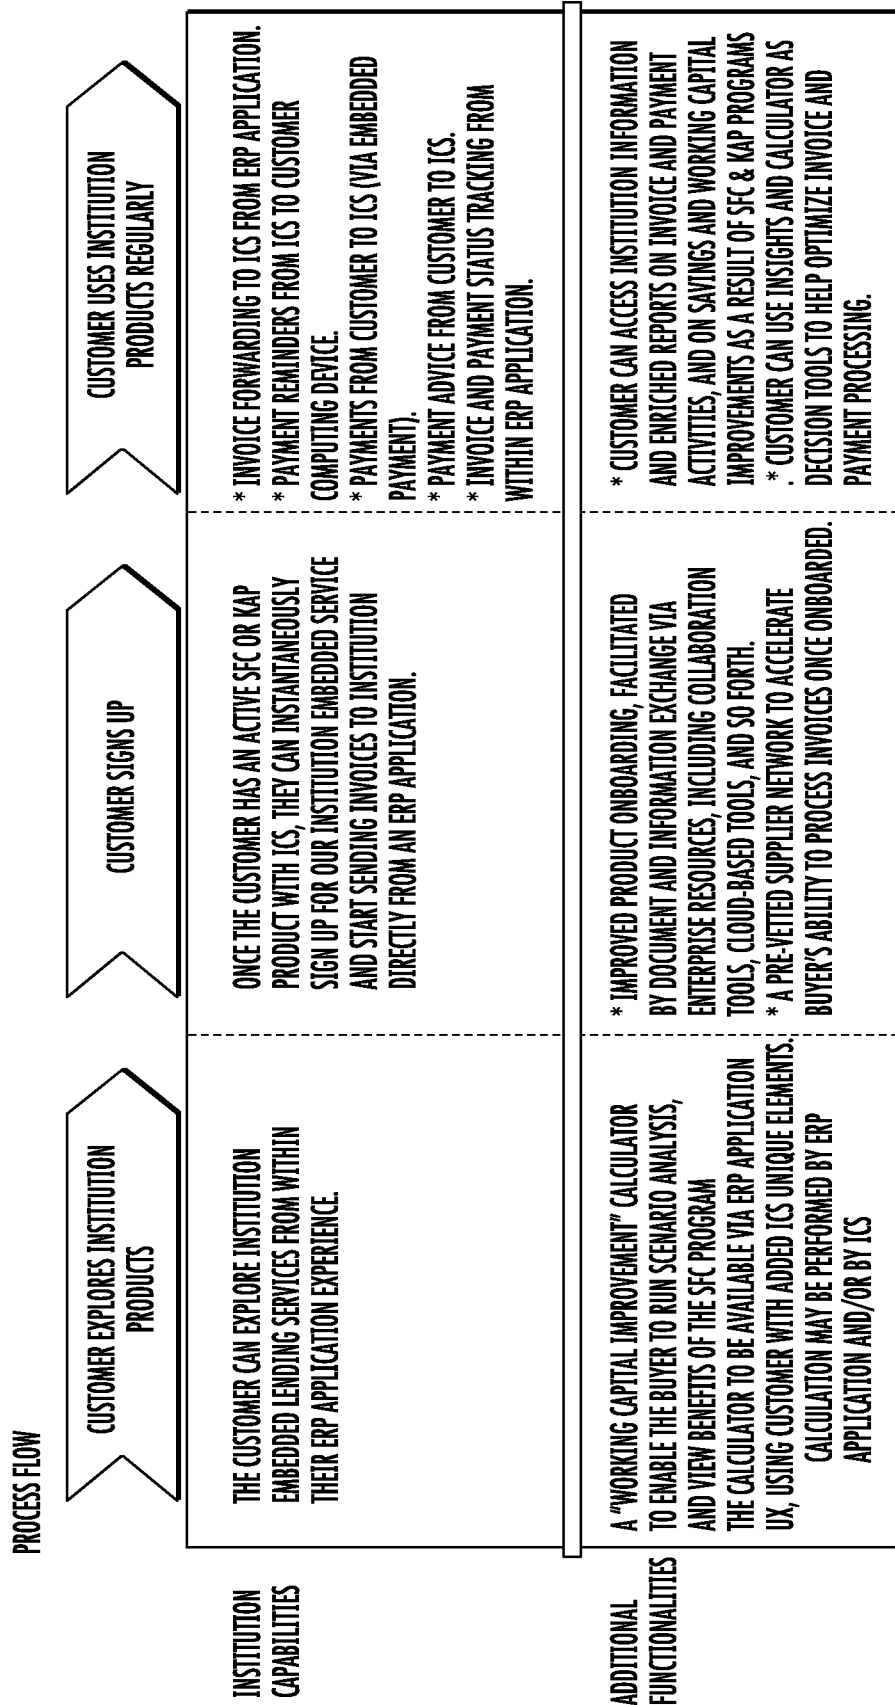 PROCESS FLOW
CUSTOMER EXPLORES INSTITUTION
PRODUCTS
CUSTOMER SIGNS UP
CUSTOMER USES INSTITUTION
PRODUCTS REGULARLY
INSTITUTION
CAPABILITIES
THE CUSTOMER CAN EXPLORE INSTITUTION
EMBEDDED LENDING SERVICES FROM WITHIN
THEIR ERP APPLICATION EXPERIENCE.
ONCE THE CUSTOMER HAS AN ACTIVE SFC OR KAP
PRODUCT WITH ICS, THEY CAN INSTANTANEOUSLY
SIGN UP FOR OUR INSTITUTION EMBEDDED SERVICE
AND START SENDING INVOICES TO INSTITUTION
DIRECTLY FROM AN ERP APPLICATION.
* INVOICE FORWARDING TO ICS FROM ERP APPLICATION.
* PAYMENT REMINDERS FROM ICS TO CUSTOMER
COMPUTING DEVICE.
* PAYMENTS FROM CUSTOMER TO ICS (VIA EMBEDDED
PAYMENT).
* PAYMENT ADVICE FROM CUSTOMER TO ICS.
* INVOICE AND PAYMENT STATUS TRACKING FROM
WITHIN ERP APPLICATION.
ADDITIONAL
FUNCTIONALITIES
A "WORKING CAPITAL IMPROVEMENT" CALCULATOR
TO ENABLE THE BUYER TO RUN SCENARIO ANALYSIS,
AND VIEW BENEFITS OF THE SFC PROGRAM
THE CALCULATOR TO BE AVAILABLE VIA ERP APPLICATION
UX, USING CUSTOMER WITH ADDED ICS UNIQUE ELEMENTS.
CALCULATION MAY BE PERFORMED BY ERP
APPLICATION AND/OR BY ICS
* IMPROVED PRODUCT ONBOARDING, FACILITATED
BY DOCUMENT AND INFORMATION EXCHANGE VIA
ENTERPRISE RESOURCES, INCLUDING COLLABORATION
TOOLS, CLOUD-BASED TOOLS, AND SO FORTH.
* A PRE-VETTED SUPPLIER NETWORK TO ACCELERATE
BUYER'S ABILITY TO PROCESS INVOICES ONCE ONBOARDED.
* CUSTOMER CAN ACCESS INSTITUTION INFORMATION
AND ENRICHED REPORTS ON INVOICE AND PAYMENT
ACTIVITIES, AND ON SAVINGS AND WORKING CAPITAL
IMPROVEMENTS AS A RESULT OF SFC & KAP PROGRAMS
. * CUSTOMER CAN USE INSIGHTS AND CALCULATOR AS
DECISION TOOLS TO HELP OPTIMIZE INVOICE AND
PAYMENT PROCESSING.